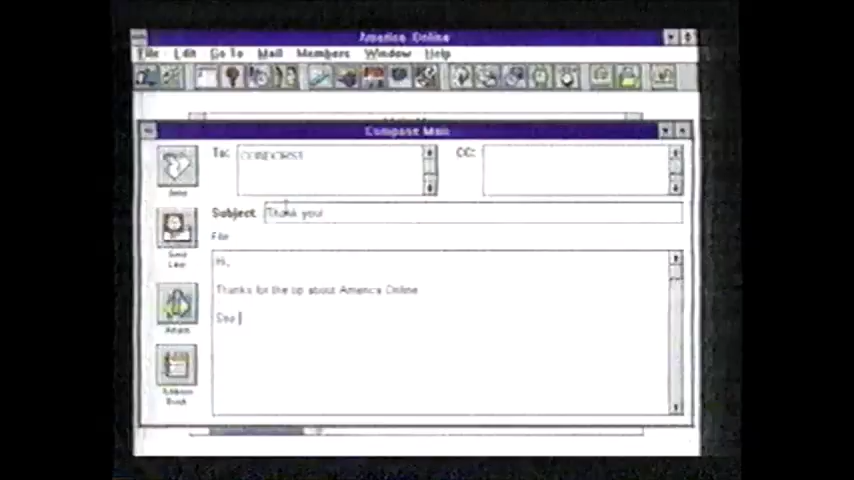 America Online
File Edit Go To Mail Members Window Help
Compose Mail
To:
CC:
Send
Subject Thank you!
File
Send
Later
Hi,
Thanks for the tip about America Online
See
Attach
Address
Book